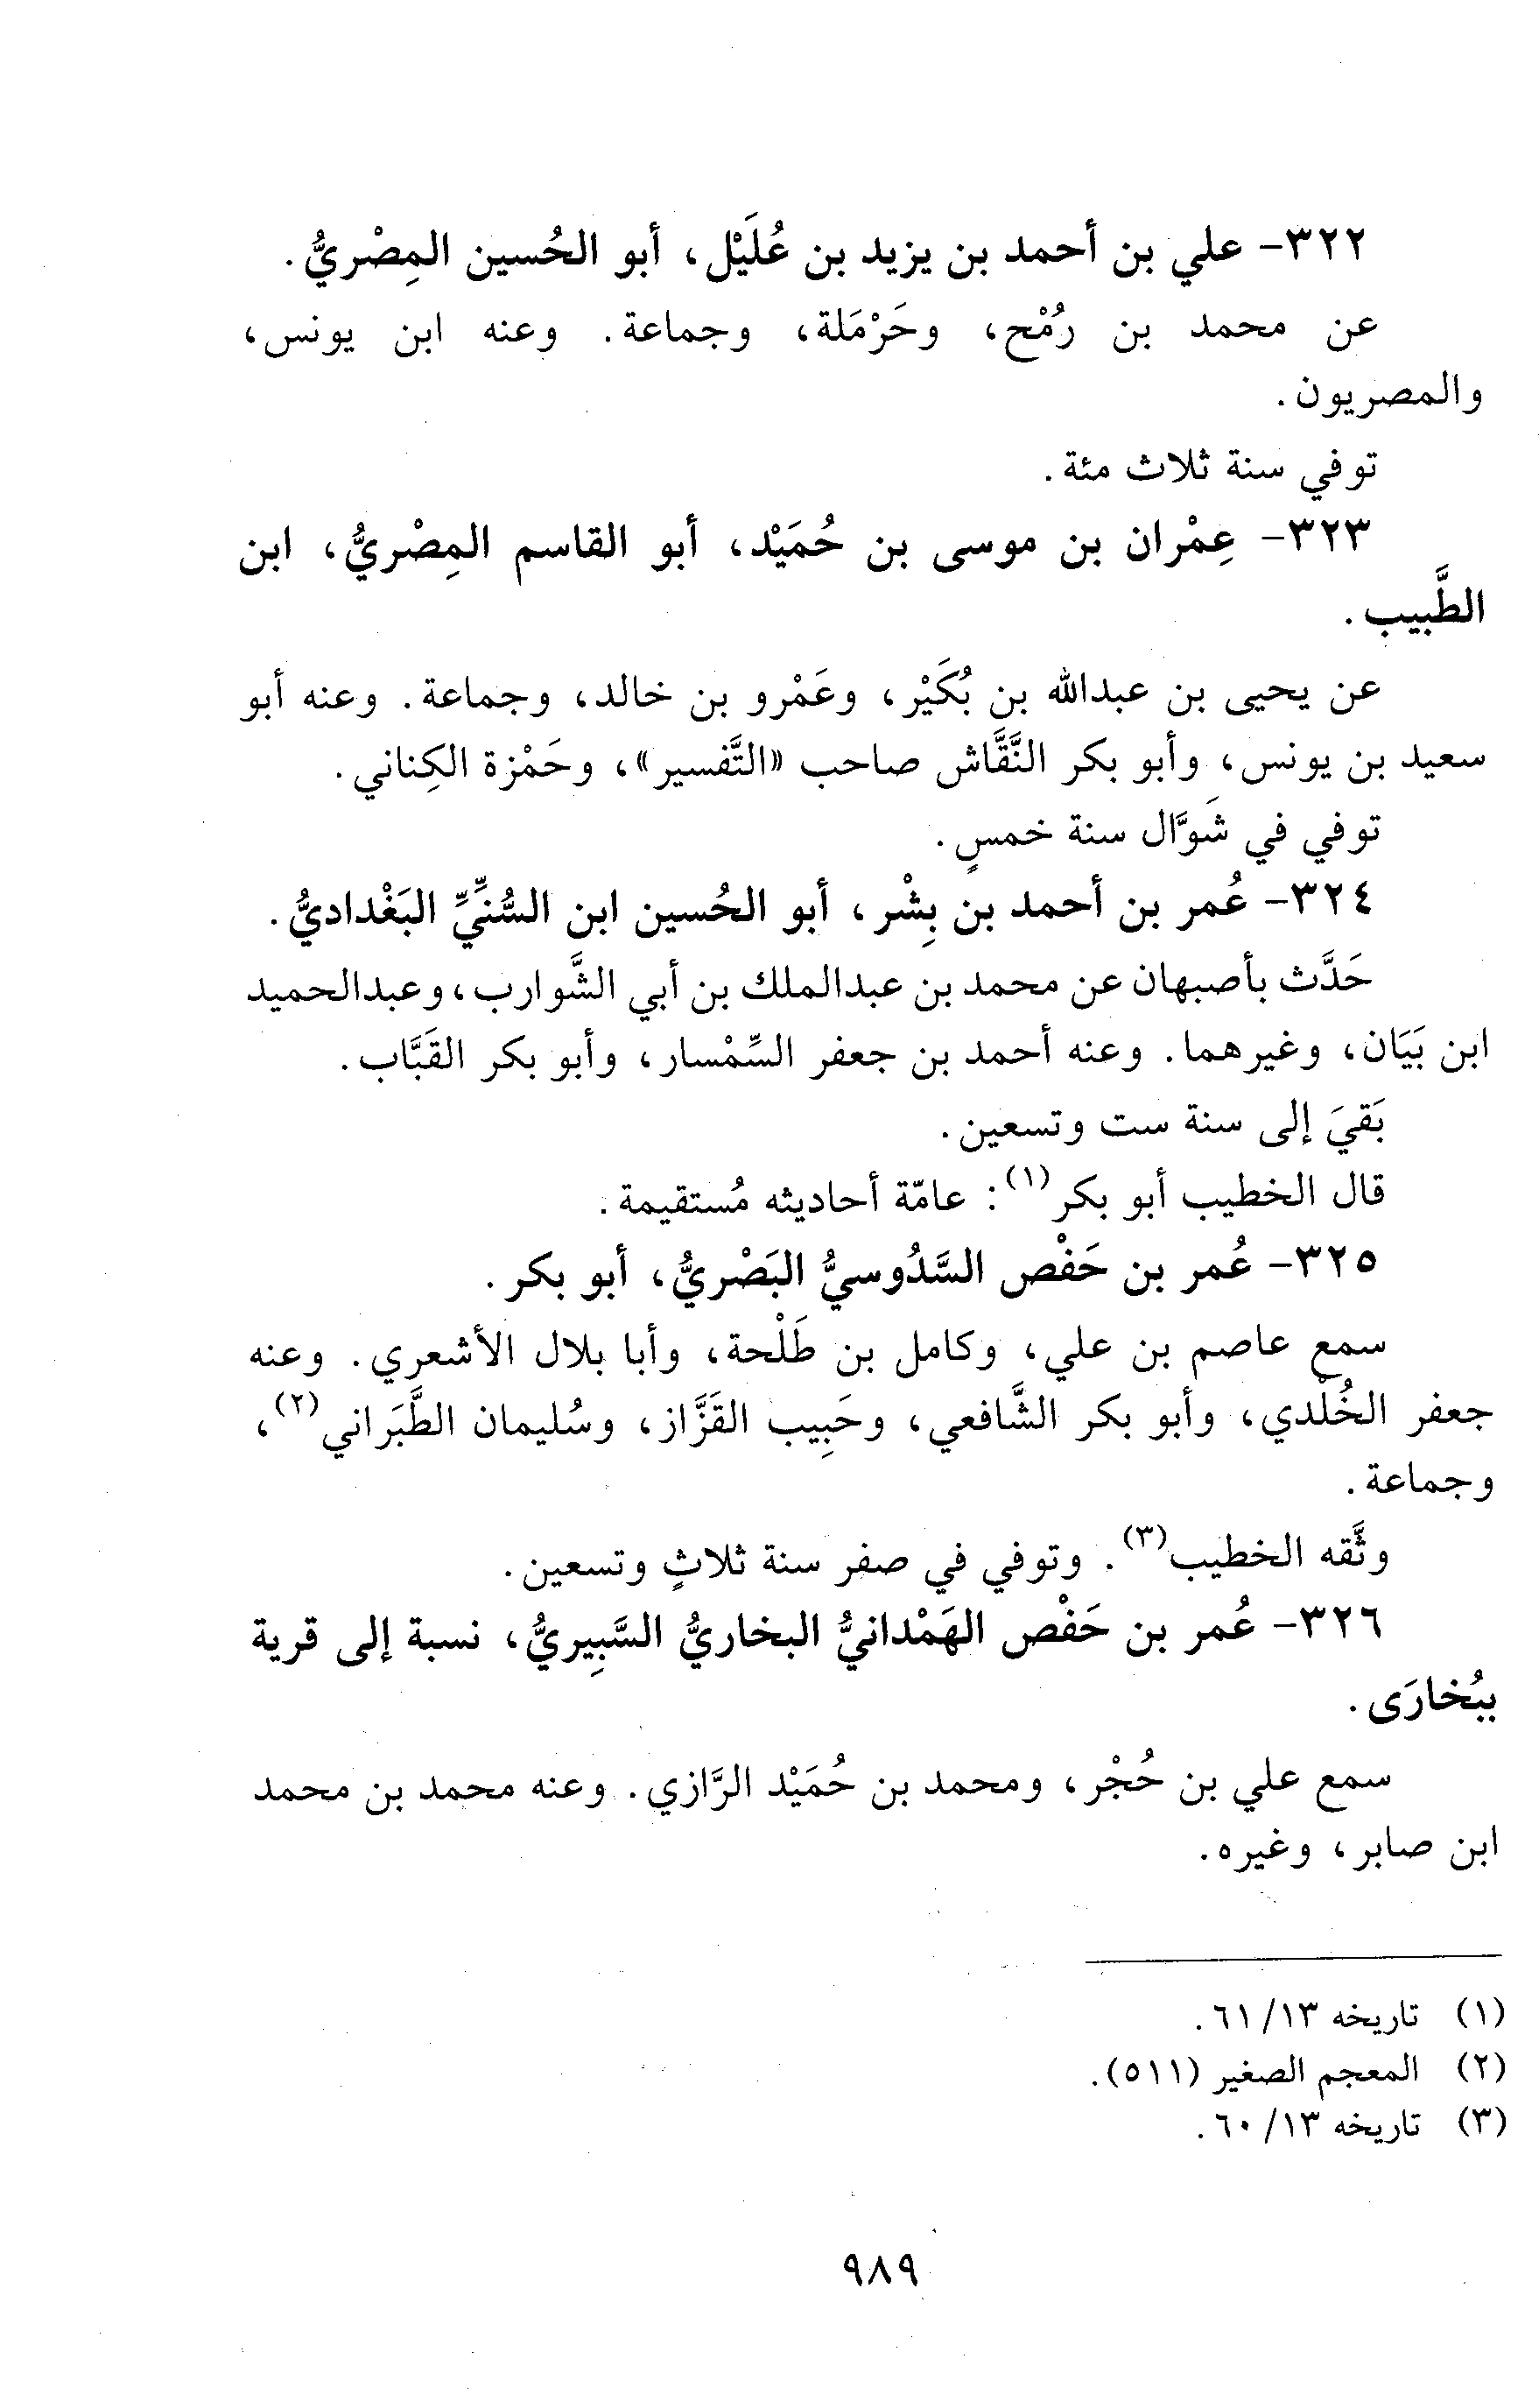 ٣٢٢- علي بن أحمد بن يزيد بن عُلَيْل، أبو الحُسين المِصْريُّ.
عن محمد بن رُمْح، وحَرْمَلة، وجماعة. وعنه ابن يونس،
والمصريون.
توفي سنة ثلاث مئة.
٣٢٣- عِمْران بن موسى بن حُمَيْد، أبو القاسم المِصْريُّ، ابن
الطَّبيب.
عن يحيى بن عبدالله بن بُكَيْر، وعَمْرو بن خالد، وجماعة. وعنه أبو
سعيد بن يونس، وأبو بكر النَّقَّاش صاحب «التَّفسير»، وحَمْزة الكِناني.
توفي في شَوَّال سنة خمسٍ.
٣٢٤- عُمر بن أحمد بن بِشْر، أبو الحُسين ابن السُّنِّيِّ البَغْداديُّ.
حَدَّث بأصبهان عن محمد بن عبدالملك بن أبي الشَّوارب، وعبدالحميد
ابن بَيَان، وغيرهما. وعنه أحمد بن جعفر السِّمْسار، وأبو بكر القَبَّاب.
بَقيَ إلى سنة ست وتسعين.
قال الخطيب أبو بكر(١): عامّة أحاديثه مُستقيمة.
٣٢٥- عُمر بن حَفْص السَّدُوسيُّ البَصْريُّ، أبو بكر.
سمع عاصم بن علي، وكامل بن طَلْحة، وأبا بلال الأشعري. وعنه
جعفر الخُلْدي، وأبو بكر الشَّافعي، وحَبِيب القَزَّاز، وسُليمان الطَّبَراني(٢)،
وجماعة.
وثَّقه الخطيب(٣). وتوفي في صفر سنة ثلاثٍ وتسعين.
٣٢٦- عُمر بن حَفْص الهَمْدانيُّ البخاريُّ السَّبِيريُّ، نسبة إلى قرية
ببُخارَى.
سمع علي بن حُجْر، ومحمد بن حُمَيْد الرَّازي. وعنه محمد بن محمد
ابن صابر، وغيره.
(١) تاريخه ١٣/ ٦١.
(٢) المعجم الصغير (٥١١).
(٣) تاريخه ١٣/ ٦٠.
٩٨٩